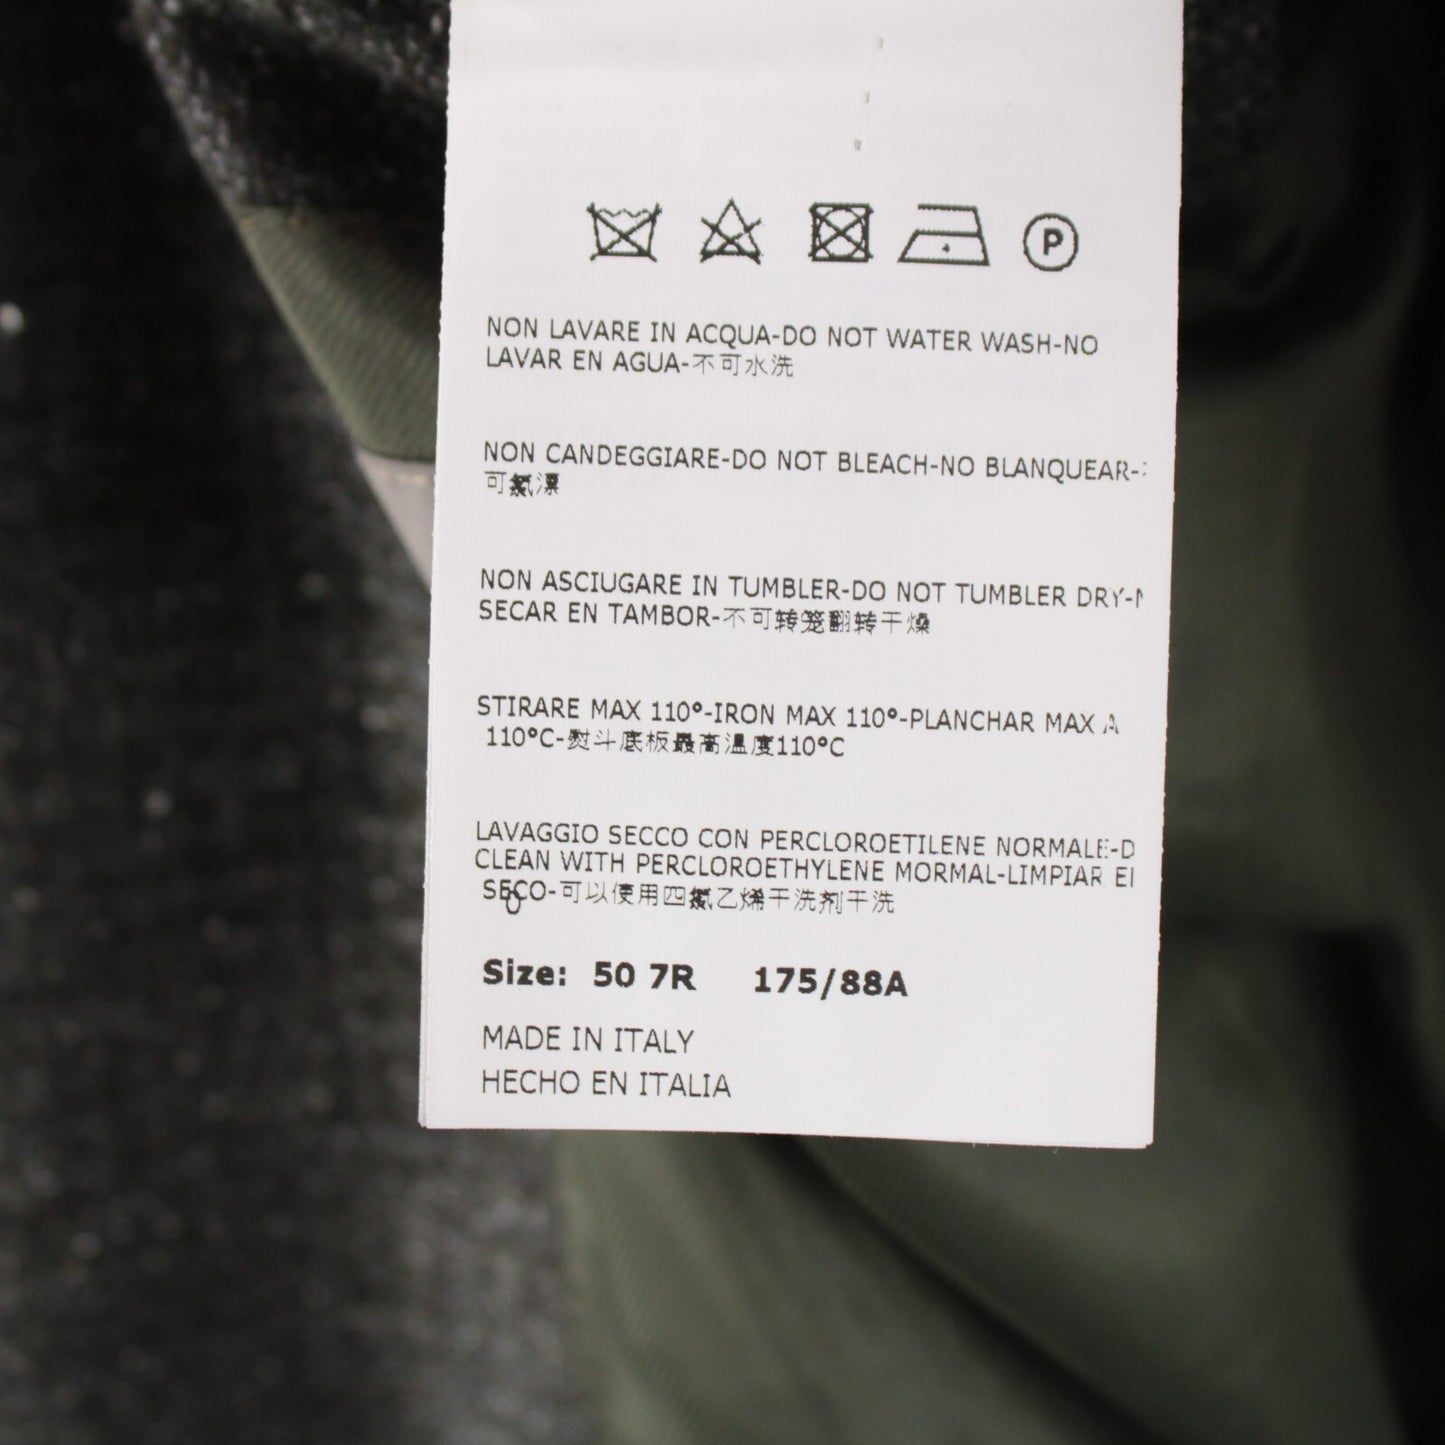 P
NON LAVARE IN ACQUA-DO NOT WATER WASH-NO
LAVAR EN AGUA-不可水洗
NON CANDEGGIARE-DO NOT BLEACH-NO BLANQUEAR-
可氯漂
NON ASCIUGARE IN TUMBLER-DO NOT TUMBLER DRY-
SECAR EN TAMBOR-不可转笼翻转干燥
STIRARE MAX 110°-IRON MAX 110°-PLANCHAR MAX A
110°C-熨斗底板最高温度110°C
LAVAGGIO SECCO CON PERCLOROETILENE NORMALE-D
CLEAN WITH PERCLOROETHYLENE MORMAL-LIMPIAR
SECO-可以使用四氯乙烯干洗剂干洗
Size: 50 7R 175/88A
MADE IN ITALY
HECHO EN ITALIA